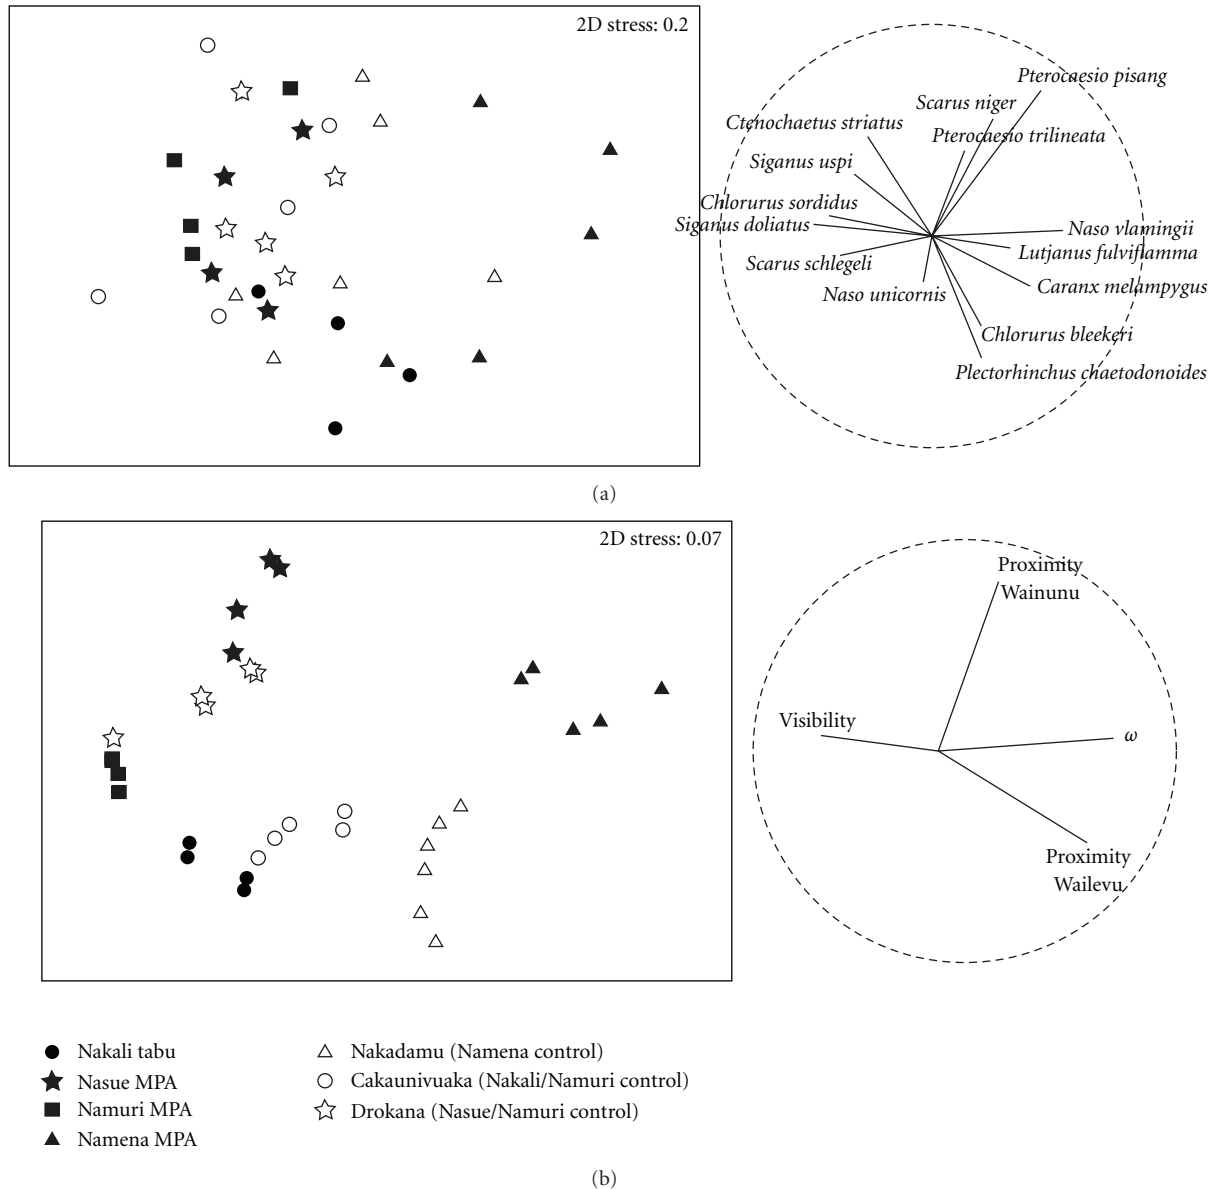 2D stress: 0.2
Pterocaesio pisang
Scarus niger
Ctenochaetus striatus
Pterocaesio trilineata
Siganus uspi
Chlorurus sordidus
Siganus doliatus
Naso vlamingii
Lutjanus fulviflamma
Scarus schlegeli
Caranx melampygus
Naso unicornis
Chlorurus bleekeri
Plectorhinchus chaetodonoides
(a)
2D stress: 0.07
Proximity
Wainunu
Visibility
ω
Proximity
Wailevu
Nakali tabu
Nasue MPA
Namuri MPA
Namena MPA
Nakadamu (Namena control)
Cakaunivuaka (Nakali/Namuri control)
Drokana (Nasue/Namuri control)
(b)